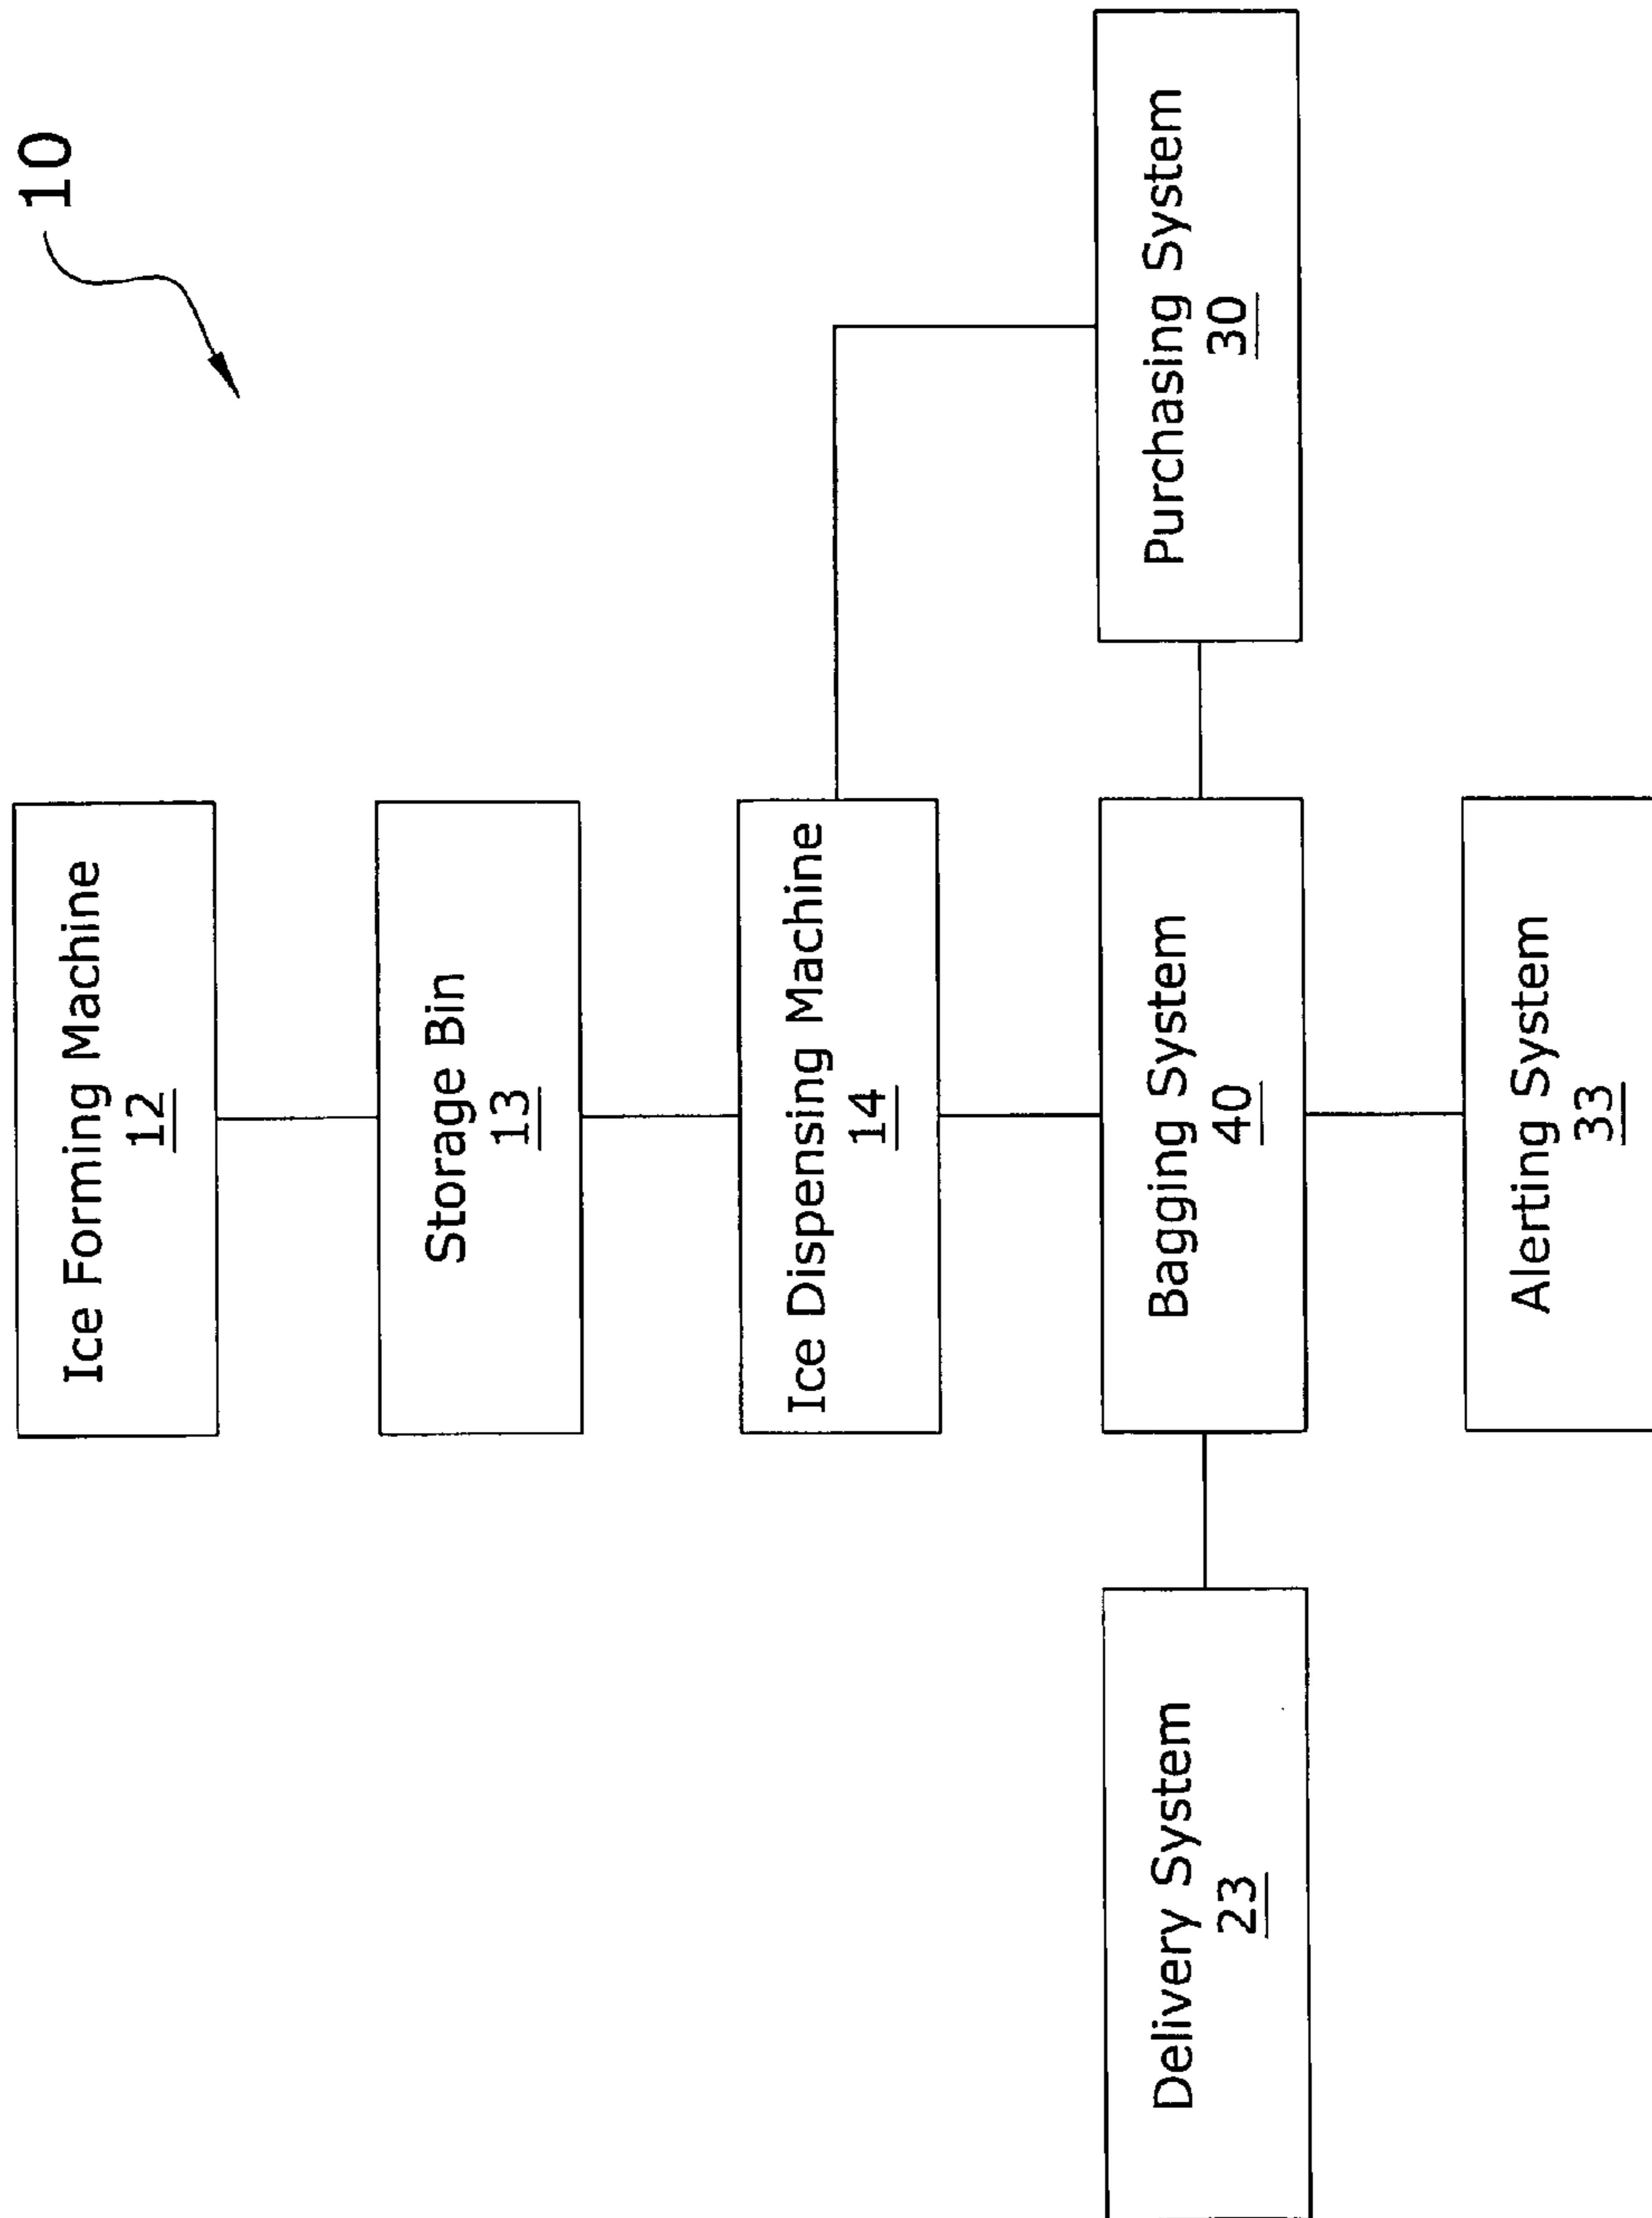 10
Ice Forming Machine
12
Storage Bin
13
Ice Dispensing Machine
14
Delivery System
23
Bagging System
40
Purchasing System
30
Alerting System
33